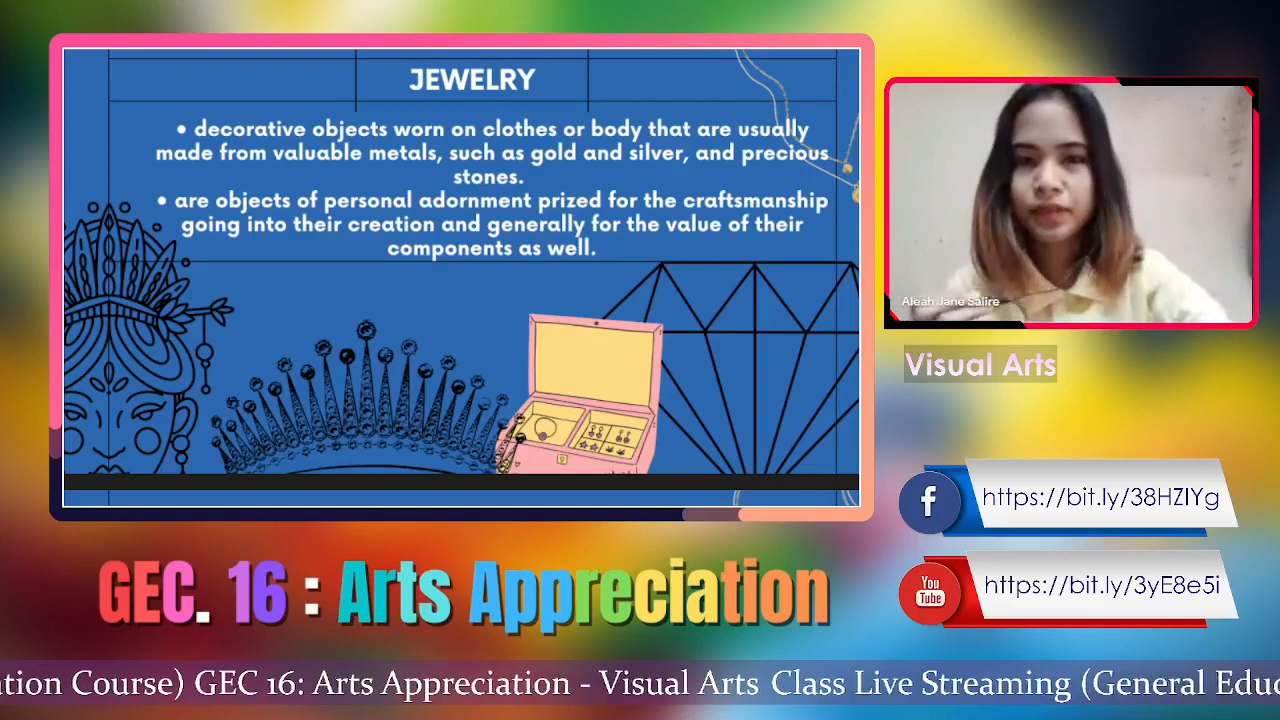 JEWELRY
• decorative objects worn on clothes or body that are usually
made from valuable metals, such as gold and silver, and precious
stones.
• are objects of personal adornment prized for the craftsmanship
going into their creation and generally for the value of their
components as well.
Aleah Jane Salire
Visual Arts
f
https://bit.ly/38HZIYg
You
Tube
https://bit.ly/3yE8e5i
GEC. 16 : Arts Appreciation
ation Course) GEC 16: Arts Appreciation - Visual Arts Class Live Streaming (General Educ